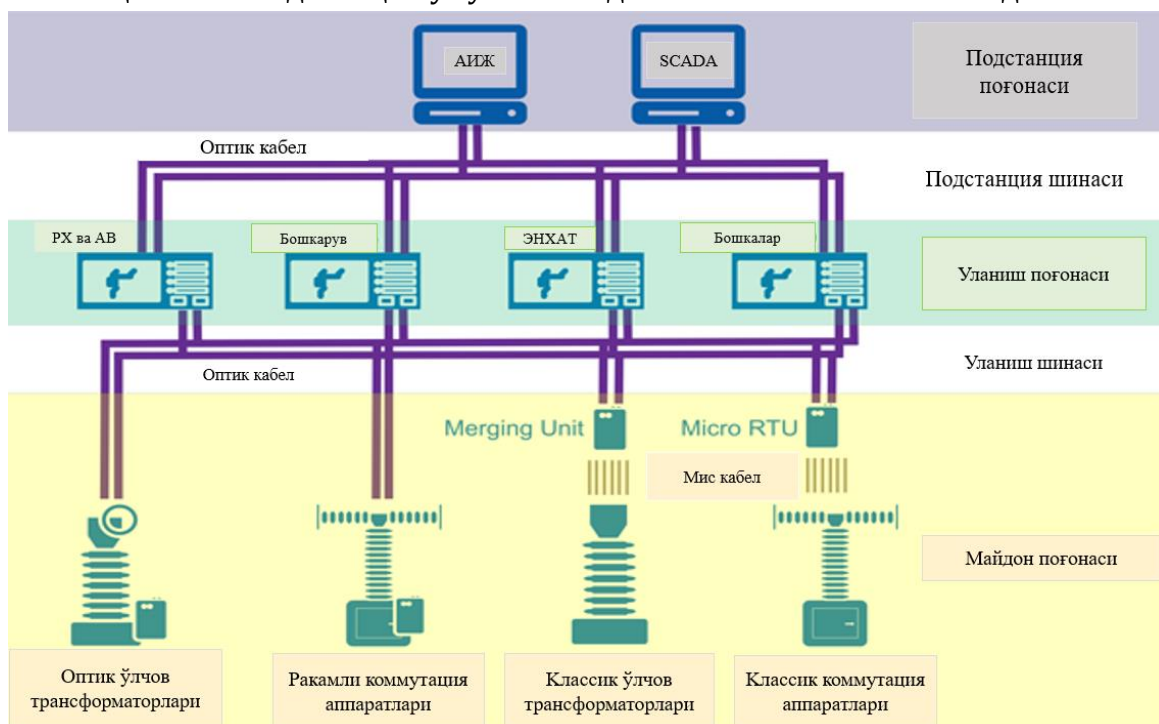 АИЖ
SCADA
Подстанция
поғонаси
Оптик кабел
Подстанция шинаси
РХ ва АВ
Бошкарув
ЭНХАТ
Бошкалар
Уланиш поғонаси
Оптик кабел
Уланиш шинаси
Merging Unit
Micro RTU
Мис кабел
Майдон поғонаси
Оптик ўлчов
трансформаторлари
Ракамли коммутация
аппаратлари
Классик ўлчов
трансформаторлари
Классик коммутация
аппаратлари